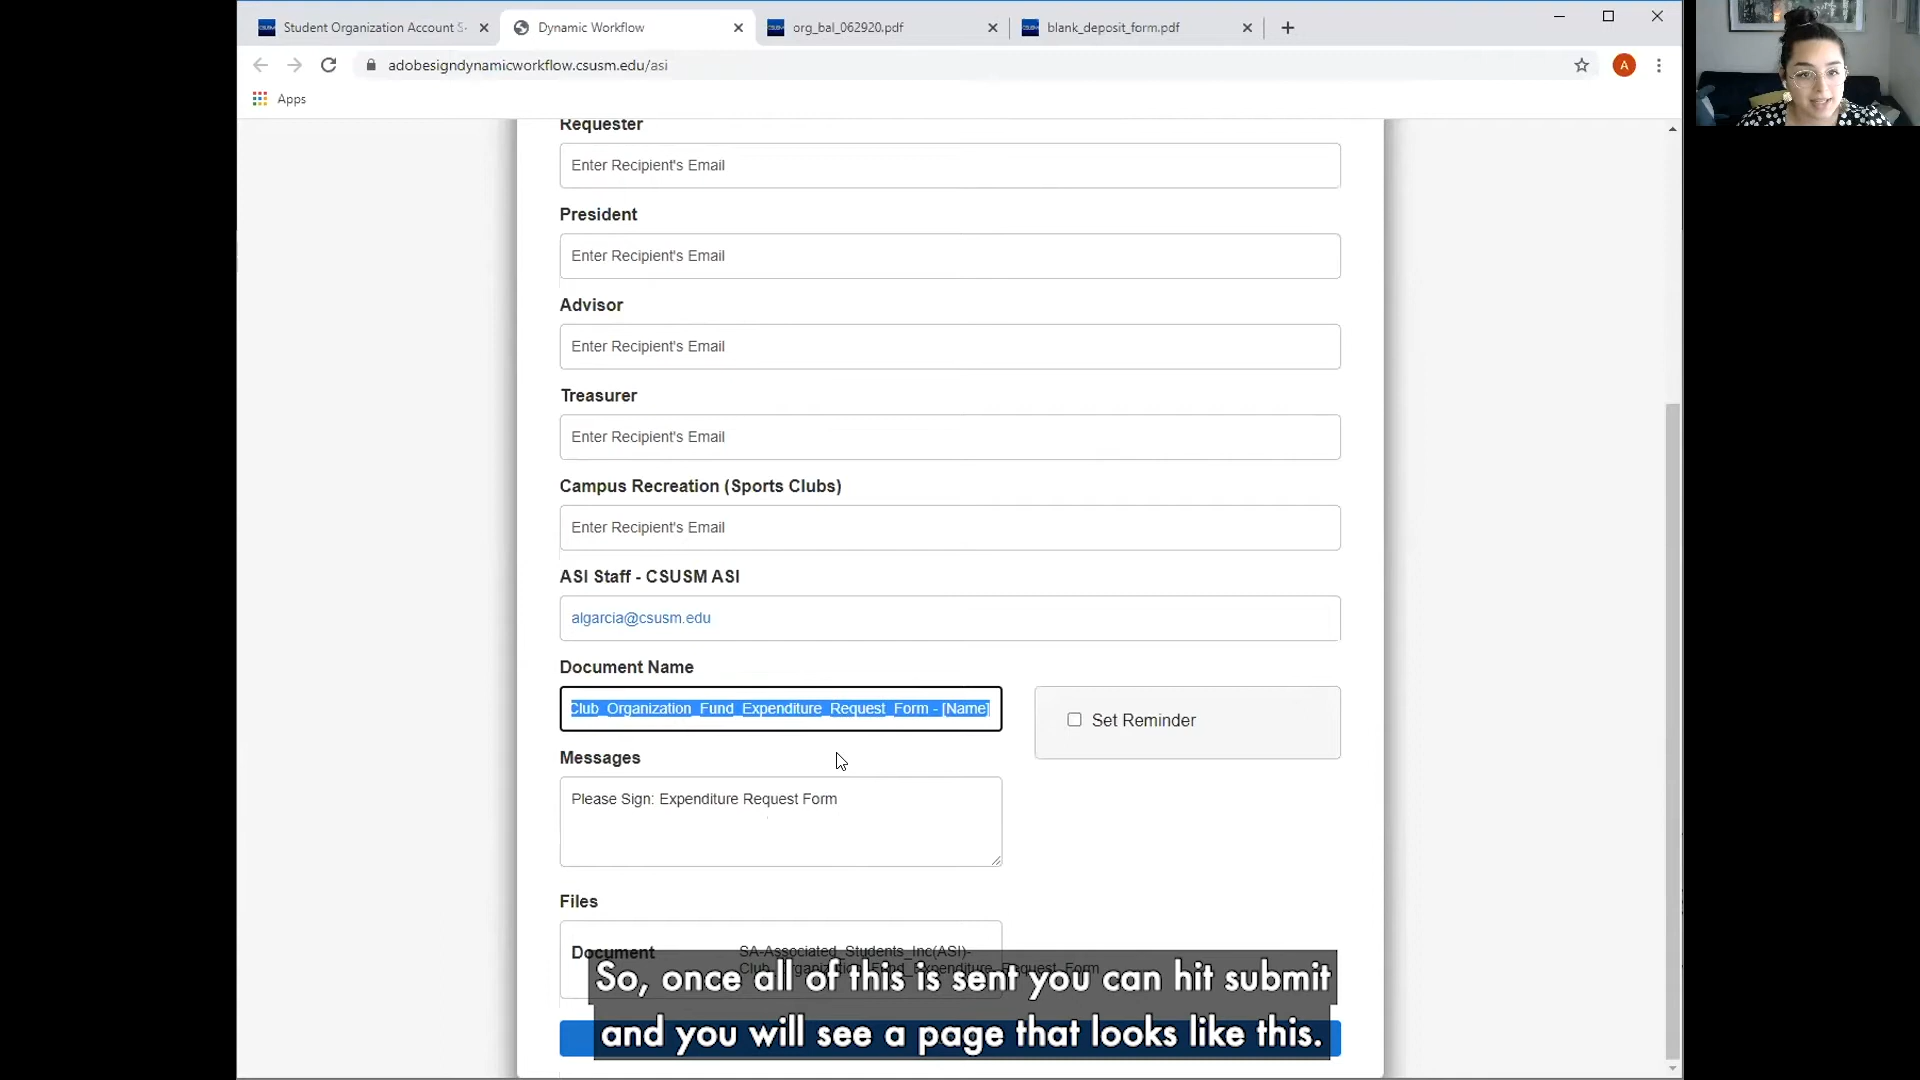 Student Organization Account S
Dynamic Workflow
org_bal_062920.pdf
blank_deposit_form.pdf
adobesigndynamicworkflow.csusm.edu/asi
A
Apps
Requester
Enter Recipient's Email
President
Enter Recipient's Email
Advisor
Enter Recipient's Email
Treasurer
Enter Recipient's Email
Campus Recreation (Sports Clubs)
Enter Recipient's Email
ASI Staff - CSUSM ASI
algarcia@csusm.edu
Document Name
Club_Organization_Fund_Expenditure_Request_Form - [Name]
Set Reminder
Messages
Please Sign: Expenditure Request Form
Files
Document
SA-Associated_Students_Inc(ASI)-
Club_Organization_Fund_Expenditure_Request_Form
So, once all of this is sent you can hit submit
and you will see a page that looks like this.